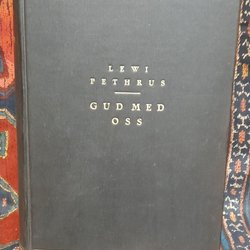 LEWI
PETHRUS
GUD MED
OSS